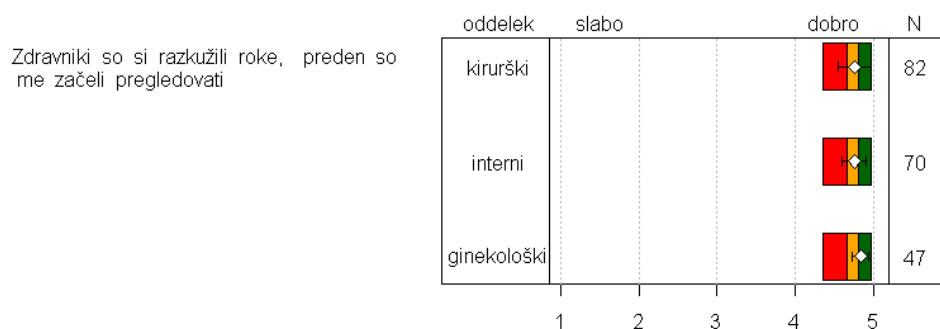 oddelek slabo dobro N
Zdravniki so si razkužili roke, preden so
me začeli pregledovati
kirurški 82
interni 70
ginekološki 47
1 2 3 4 5